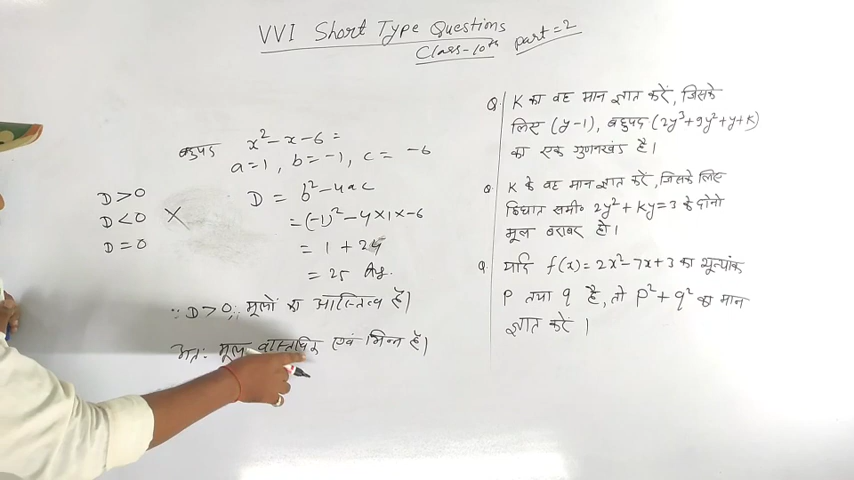 VVI Short Type Questions
Class-10th part=2
बहुपद x²-x-6=
a=1, b=-1, c= -6
D = b²-4ac
=(-1)²-4×1×-6
= 1 + 24
= 25 Ans.
D>0
D<0 ×
D=0
∵ D>0, ∴ मूलों का अस्तित्व है।
अतः मूल वास्तविक एवं भिन्न है।
Q. K का वह मान ज्ञात करें, जिसके
लिए (y-1), बहुपद (2y³+9y²+y+k)
का एक गुणनखंड है।
Q. K के वह मान ज्ञात करें, जिसके लिए
द्विघात समी॰ 2y²+ky=3 के दोनो
मूल बराबर हो।
Q. यदि f(x)=2x²-7x+3 का शून्यांक
p तथा q है, तो p²+q² का मान
ज्ञात करें।